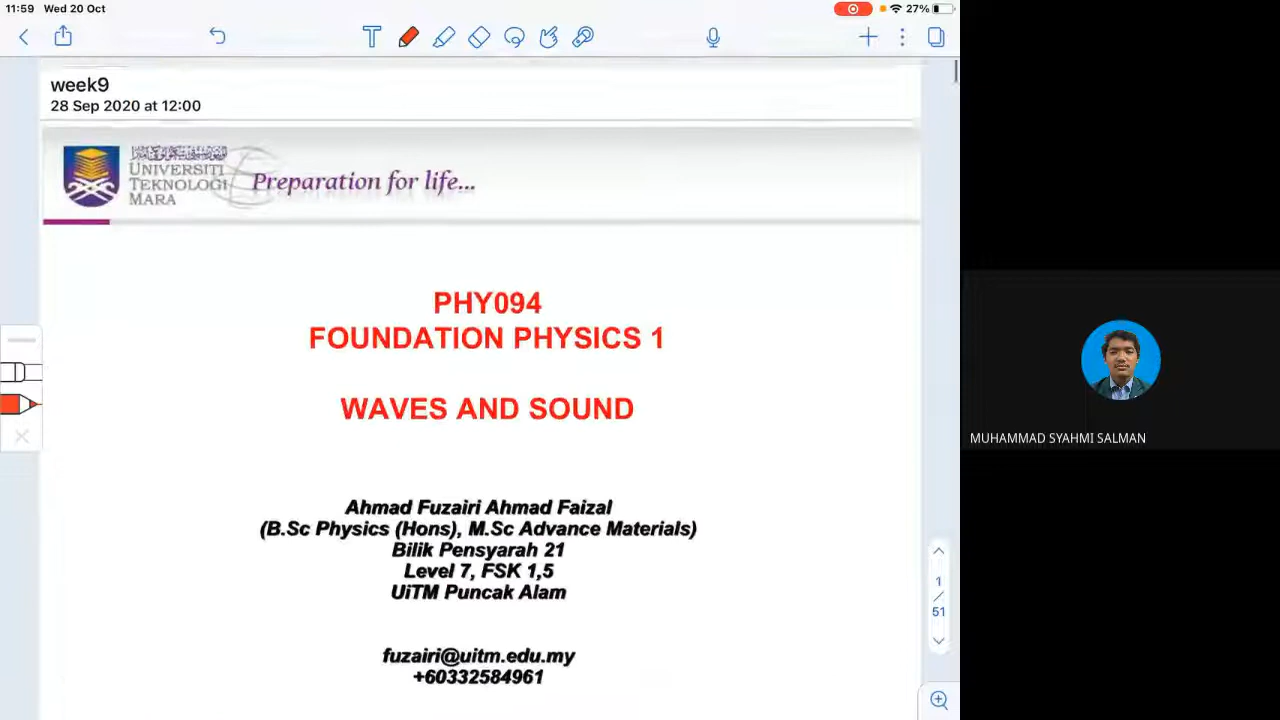 11:59 Wed 20 Oct
27%
week9
28 Sep 2020 at 12:00
UNIVERSITI
TEKNOLOGI
MARA
Preparation for life...
PHY094
FOUNDATION PHYSICS 1
WAVES AND SOUND
Ahmad Fuzairi Ahmad Faizal
(B.Sc Physics (Hons), M.Sc Advance Materials)
Bilik Pensyarah 21
Level 7, FSK 1,5
UiTM Puncak Alam
fuzairi@uitm.edu.my
+60332584961
1
/
51
MUHAMMAD SYAHMI SALMAN